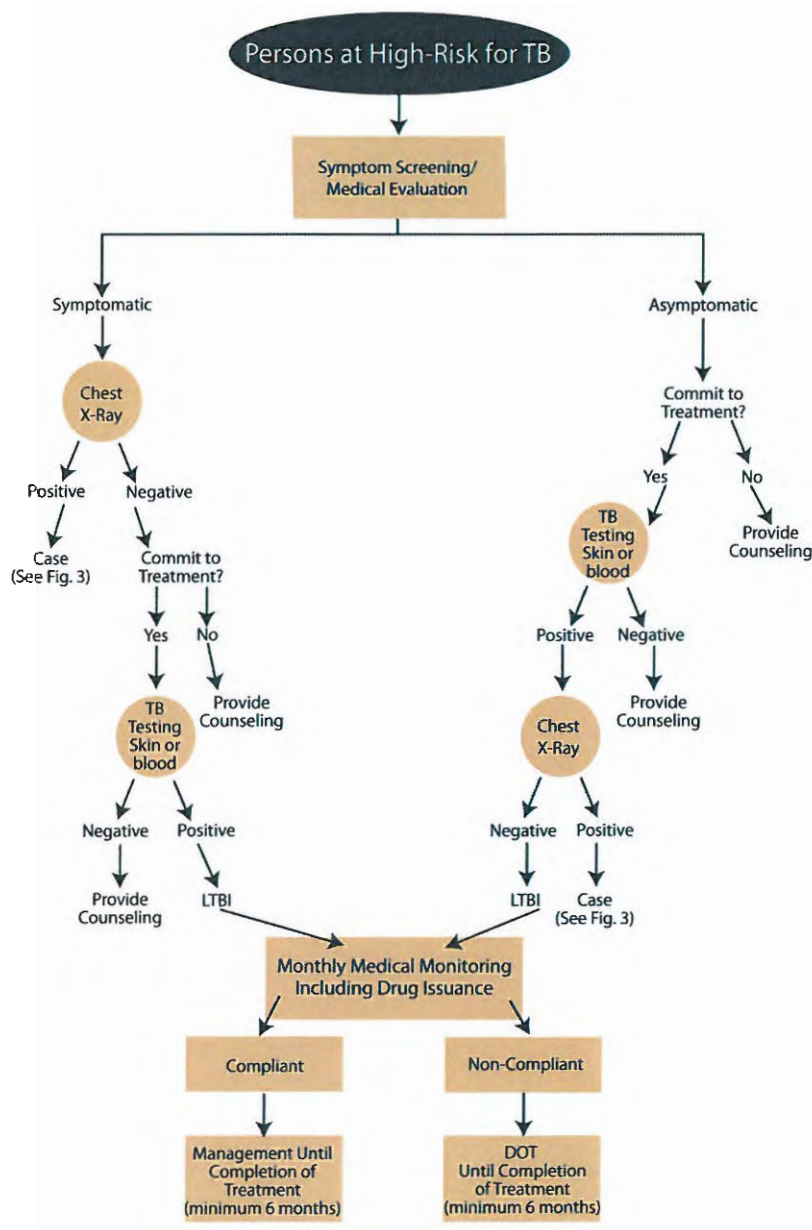 Persons at High-Risk for TB
Symptom Screening/
Medical Evaluation
Symptomatic
Asymptomatic
Chest
X-Ray
Commit to
Treatment?
Positive
Negative
Yes
No
Case
(See Fig. 3)
Commit to
Treatment?
TB
Testing
Skin or
blood
Provide
Counseling
Yes
No
Positive
Negative
TB
Testing
Skin or
blood
Provide
Counseling
Chest
X-Ray
Provide
Counseling
Negative
Positive
Negative
Positive
Provide
Counseling
LTBI
LTBI
Case
(See Fig. 3)
Monthly Medical Monitoring
Including Drug Issuance
Compliant
Non-Compliant
Management Until
Completion of
Treatment
(minimum 6 months)
DOT
Until Completion
of Treatment
(minimum 6 months)